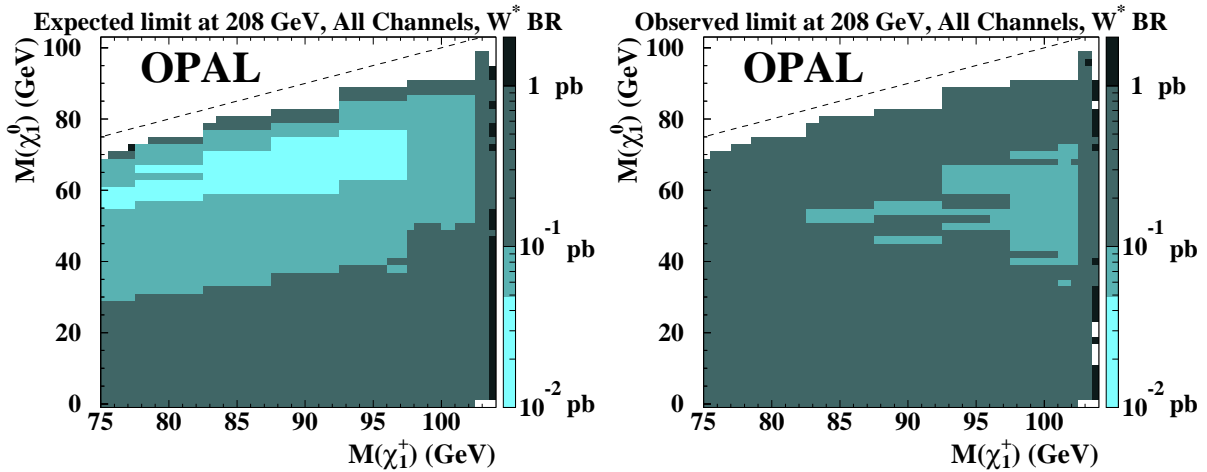 Expected limit at 208 GeV, All Channels, W* BR
OPAL
M(χ̃₁⁰) (GeV)
100
80
60
40
20
0
75 80 85 90 95 100
M(χ₁⁺) (GeV)
1 pb
10⁻¹ pb
10⁻² pb
Observed limit at 208 GeV, All Channels, W* BR
OPAL
M(χ₁⁰) (GeV)
100
80
60
40
20
0
75 80 85 90 95 100
M(χ₁⁺) (GeV)
1 pb
10⁻¹ pb
10⁻² pb